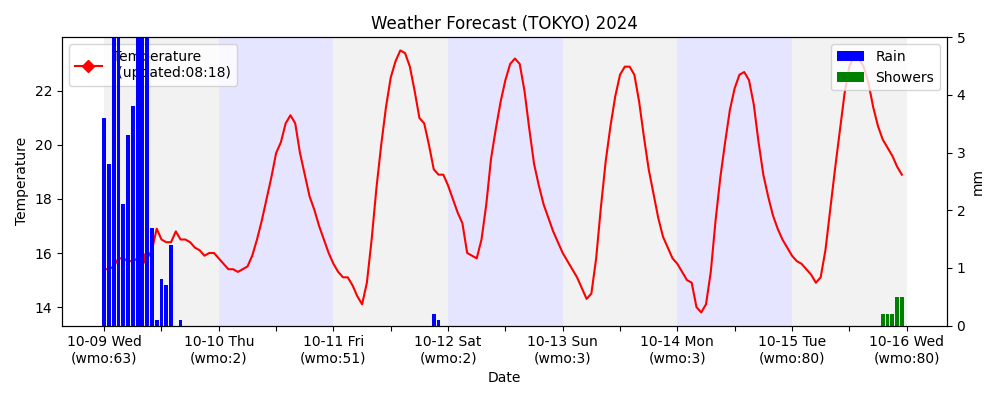 Weather Forecast (TOKYO) 2024
Temperature
(updated:08:18)
Rain
Showers
Temperature
22
20
18
16
14
5
4
3
2
1
0
mm
10-09 Wed
(wmo:63)
10-10 Thu
(wmo:2)
10-11 Fri
(wmo:51)
10-12 Sat
(wmo:2)
10-13 Sun
(wmo:3)
10-14 Mon
(wmo:3)
10-15 Tue
(wmo:80)
10-16 Wed
(wmo:80)
Date